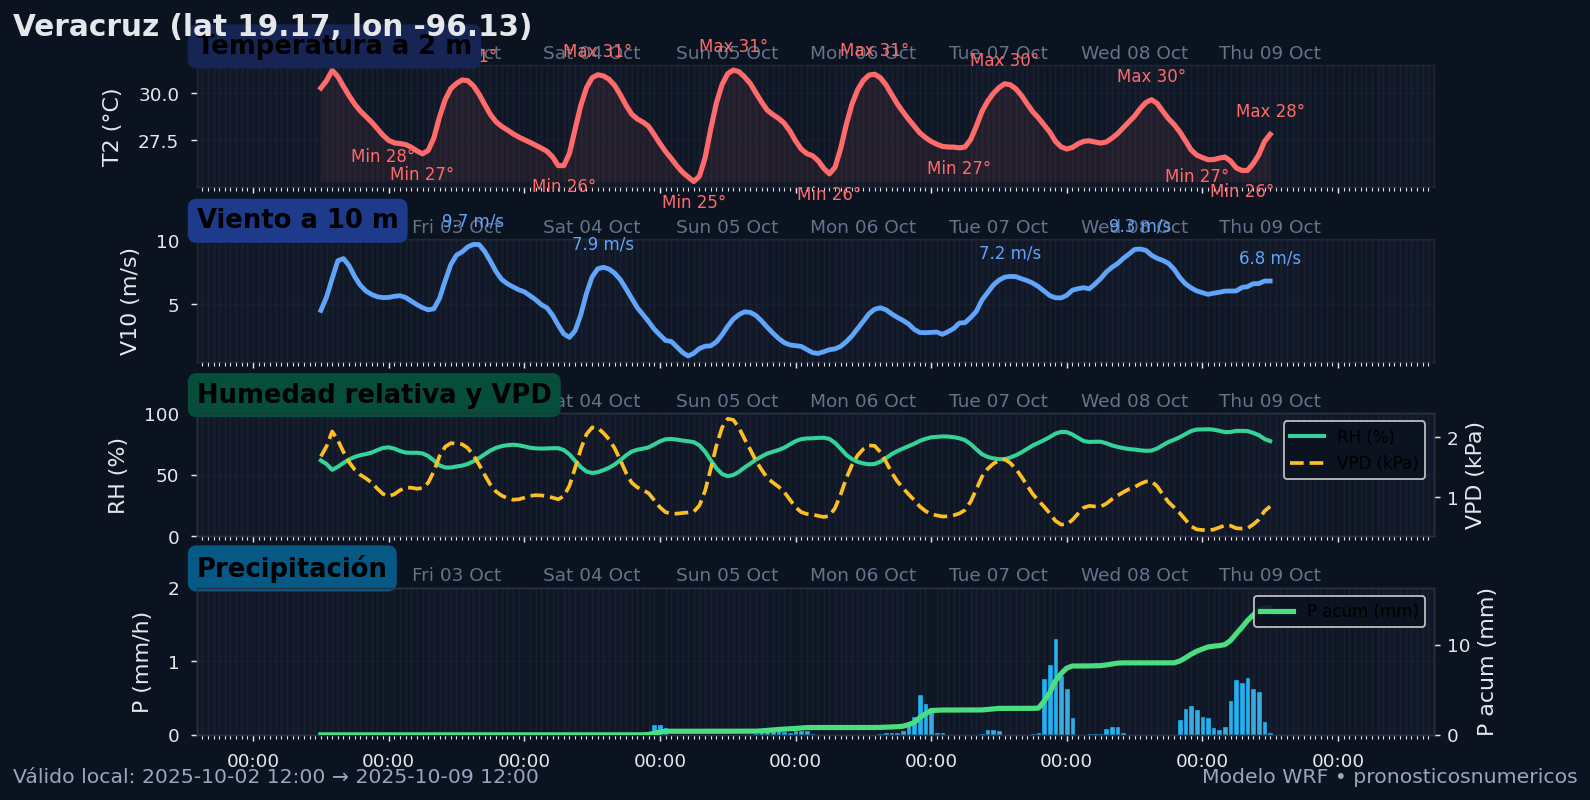 Veracruz (lat 19.17, lon -96.13)
Temperatura a 2 m
Sat 04 Oct Sun 05 Oct Mon 06 Oct Tue 07 Oct Wed 08 Oct Thu 09 Oct
Max 31° Max 31° Max 31° Max 30° Max 30° Max 28°
T2 (°C)
30.0
27.5
Min 28° Min 27° Min 26° Min 25° Min 26° Min 27° Min 27° Min 26°
Viento a 10 m
Fri 03 Oct Sat 04 Oct Sun 05 Oct Mon 06 Oct Tue 07 Oct Wed 08 Oct Thu 09 Oct
9.7 m/s 7.9 m/s 7.2 m/s 9.3 m/s 6.8 m/s
V10 (m/s)
10
5
Humedad relativa y VPD
Sat 04 Oct Sun 05 Oct Mon 06 Oct Tue 07 Oct Wed 08 Oct Thu 09 Oct
RH (%)
100
50
0
RH (%)
VPD (kPa)
2
1
VPD (kPa)
Precipitación
Fri 03 Oct Sat 04 Oct Sun 05 Oct Mon 06 Oct Tue 07 Oct Wed 08 Oct Thu 09 Oct
P (mm/h)
2
1
0
P acum (mm)
10
0
P acum (mm)
00:00 00:00 00:00 00:00 00:00 00:00 00:00 00:00 00:00
Válido local: 2025-10-02 12:00 → 2025-10-09 12:00
Modelo WRF • pronosticosnumericos